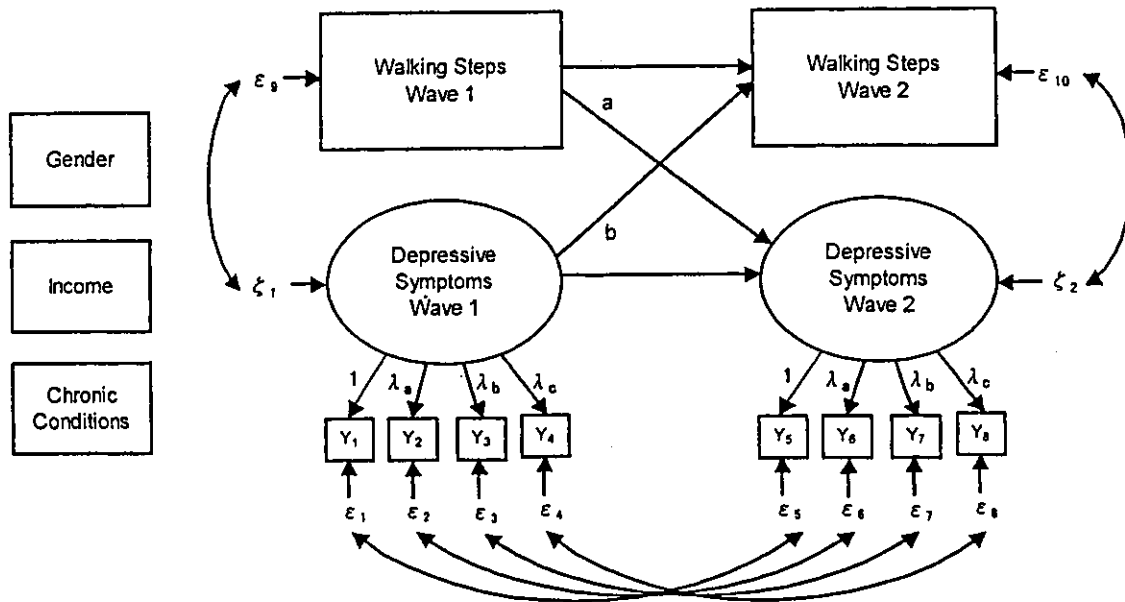 Walking Steps
Wave 1
Walking Steps
Wave 2
ε9
ε10
a
b
Gender
Income
Chronic
Conditions
ζ1
Depressive
Symptoms
Wave 1
Depressive
Symptoms
Wave 2
ζ2
1 λa λb λc
1 λa λb λc
Y1 Y2 Y3 Y4
Y5 Y6 Y7 Y8
ε1 ε2 ε3 ε4
ε5 ε6 ε7 ε8